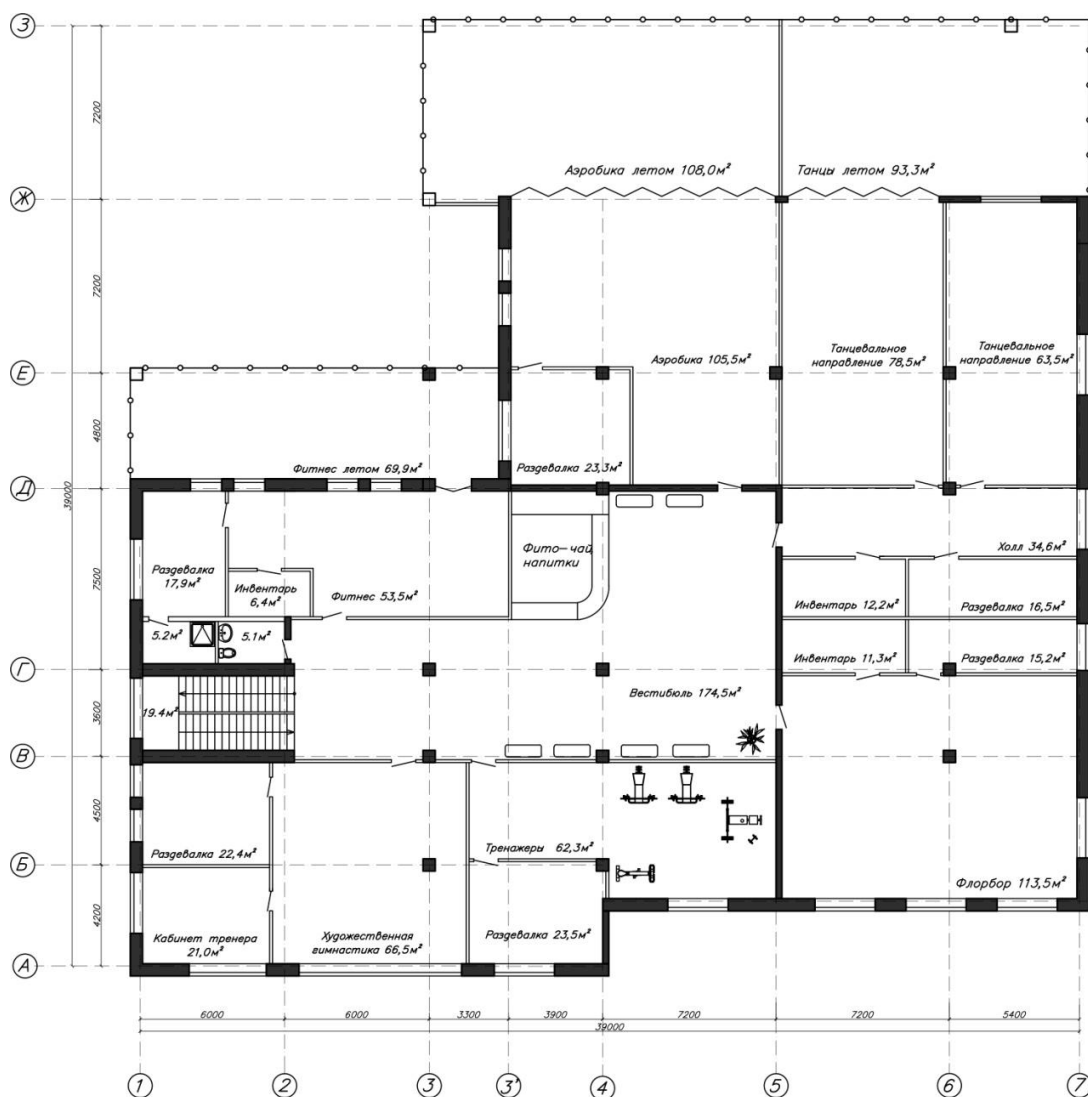 З
7200
Аэробика летом 108,0м²
Танцы летом 93,3м²
Ж
7200
Аэробика 105,5м²
Танцевальное
направление 78,5м²
Танцевальное
направление 63,5м²
Е
4800
39000
Фитнес летом 69,9м²
Раздевалка 23,3м²
Д
7500
Фито-чай,
напитки
Холл 34,6м²
Раздевалка
17,9м²
Инвентарь
6,4м²
Фитнес 53,5м²
Инвентарь 12,2м²
Раздевалка 16,5м²
5.2м²
5.1м²
Инвентарь 11,3м²
Раздевалка 15,2м²
Г
3600
19.4м²
Вестибюль 174,5м²
В
4500
Раздевалка 22,4м²
Тренажеры 62,3м²
Б
Флорбор 113,5м²
4200
Кабинет тренера
21,0м²
Художественная
гимнастика 66,5м²
Раздевалка 23,5м²
А
6000
6000
3300
3900
7200
7200
5400
39000
1
2
3
3'
4
5
6
7